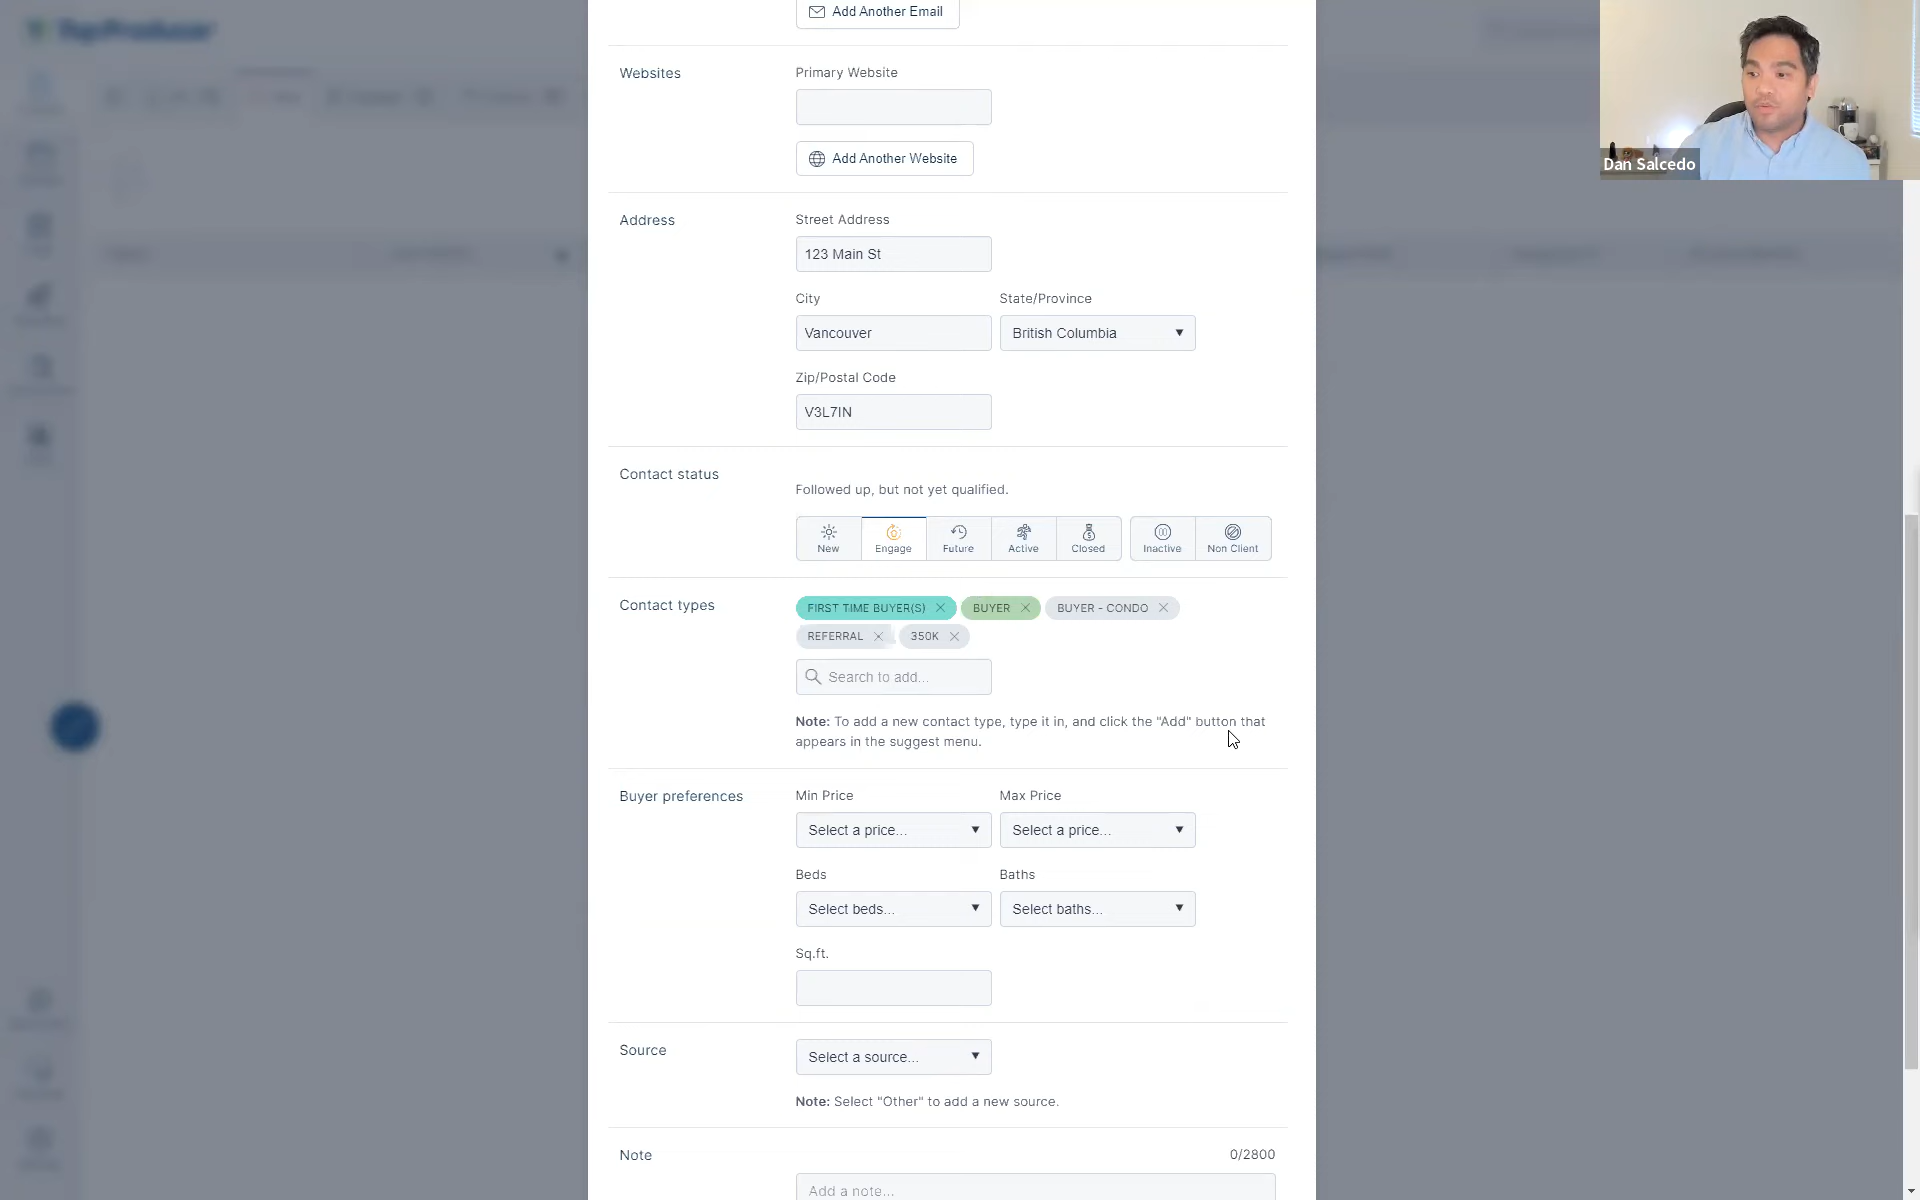 Top Producer
Add Another Email
Websites
Primary Website
Add Another Website
Dan Salcedo
Address
Street Address
123 Main St
City
State/Province
Vancouver
British Columbia
Zip/Postal Code
V3L7IN
Contact status
Followed up, but not yet qualified.
New
Engage
Future
Active
Closed
Inactive
Non Client
Contact types
FIRST TIME BUYER(S)
BUYER
BUYER - CONDO
REFERRAL
350K
Search to add...
Note: To add a new contact type, type it in, and click the "Add" button that
appears in the suggest menu.
Buyer preferences
Min Price
Max Price
Select a price...
Select a price...
Beds
Baths
Select beds...
Select baths...
Sq.ft.
Source
Select a source...
Note: Select "Other" to add a new source.
Note
0/2800
Add a note...